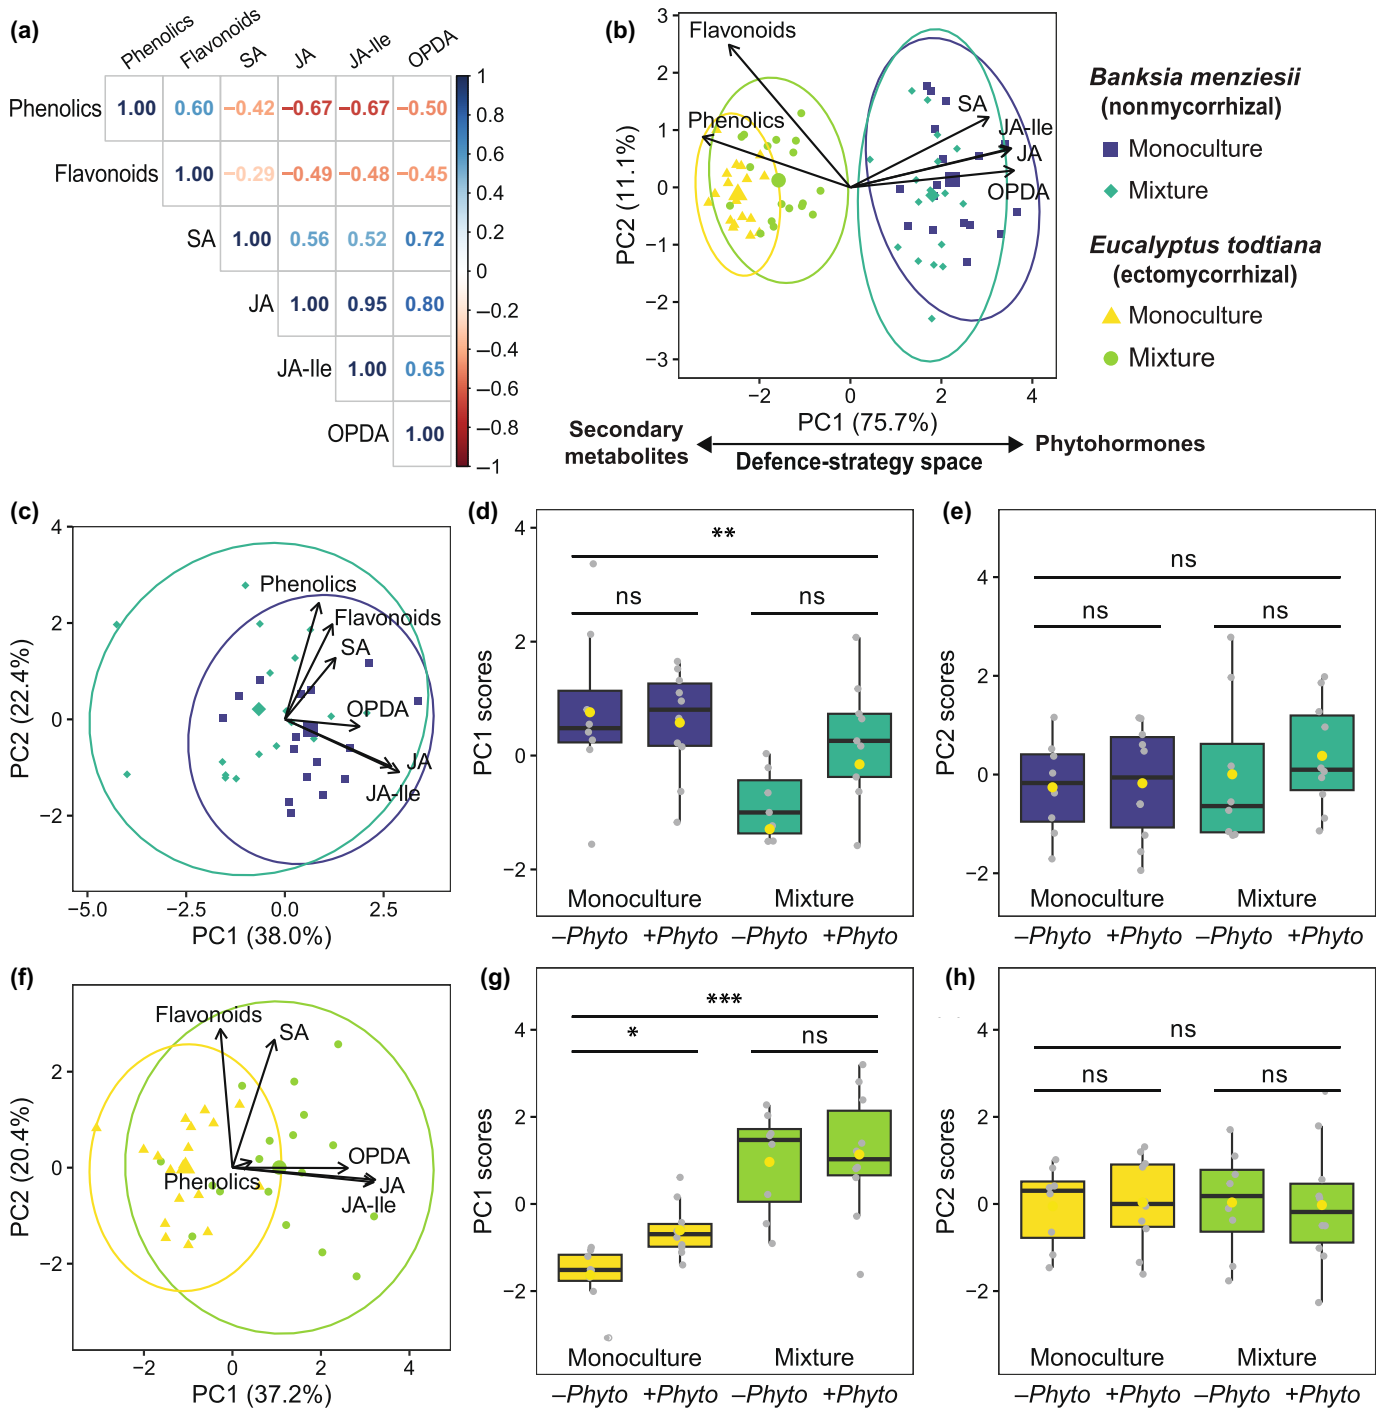 (a)
Phenolics Flavonoids SA JA JA-Ile OPDA
Phenolics 1.00 0.60 −0.42 −0.67 −0.67 −0.50
Flavonoids 1.00 −0.29 −0.49 −0.48 −0.45
SA 1.00 0.56 0.52 0.72
JA 1.00 0.95 0.80
JA-Ile 1.00 0.65
OPDA 1.00
1
0.8
0.6
0.4
0.2
0
−0.2
−0.4
−0.6
−0.8
−1
(b)
3
2
1
0
−1
−2
−3
PC2 (11.1%)
Flavonoids
Phenolics
SA
JA-Ile
JA
OPDA
−2 0 2 4
PC1 (75.7%)
Secondary
metabolites
Defence-strategy space
Phytohormones
Banksia menziesii
(nonmycorrhizal)
Monoculture
Mixture
Eucalyptus todtiana
(ectomycorrhizal)
Monoculture
Mixture
(c)
4
2
0
−2
PC2 (22.4%)
Phenolics
Flavonoids
SA
OPDA
JA
JA-Ile
−5.0 −2.5 0.0 2.5
PC1 (38.0%)
(d)
4
2
0
−2
PC1 scores
**
ns ns
Monoculture Mixture
−Phyto +Phyto −Phyto +Phyto
(e)
4
2
0
−2
PC2 scores
ns
ns ns
Monoculture Mixture
−Phyto +Phyto −Phyto +Phyto
(f)
4
2
0
−2
PC2 (20.4%)
Flavonoids
SA
OPDA
Phenolics
JA
JA-Ile
−2 0 2 4
PC1 (37.2%)
(g)
4
2
0
−2
PC1 scores
***
* ns
Monoculture Mixture
−Phyto +Phyto −Phyto +Phyto
(h)
4
2
0
−2
PC2 scores
ns
ns ns
Monoculture Mixture
−Phyto +Phyto −Phyto +Phyto